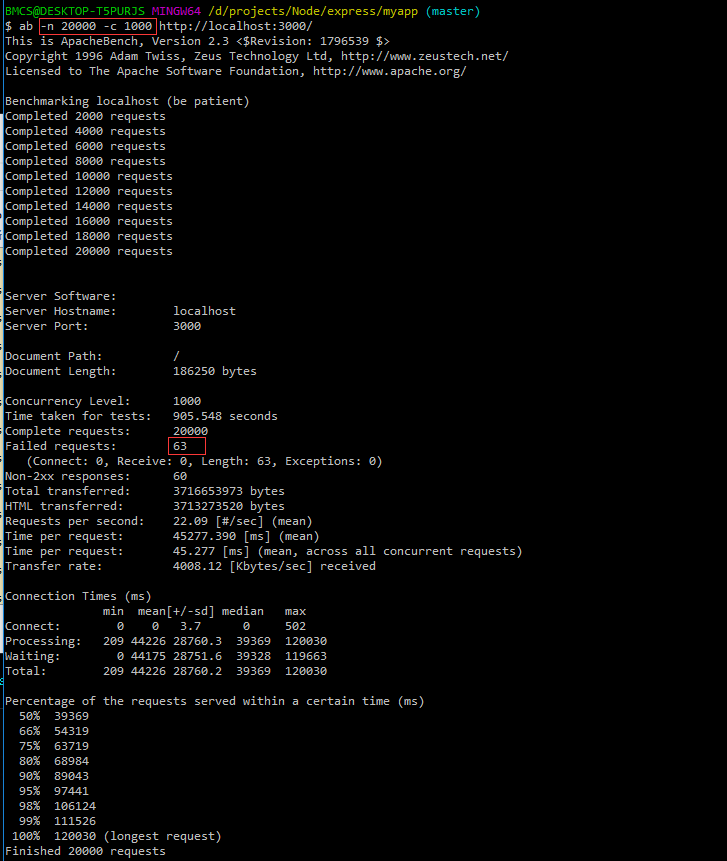 BMCS@DESKTOP-T5PURJS MINGW64 /d/projects/Node/express/myapp (master)
$ ab -n 20000 -c 1000 http://localhost:3000/
This is ApacheBench, Version 2.3 <$Revision: 1796539 $>
Copyright 1996 Adam Twiss, Zeus Technology Ltd, http://www.zeustech.net/
Licensed to The Apache Software Foundation, http://www.apache.org/

Benchmarking localhost (be patient)
Completed 2000 requests
Completed 4000 requests
Completed 6000 requests
Completed 8000 requests
Completed 10000 requests
Completed 12000 requests
Completed 14000 requests
Completed 16000 requests
Completed 18000 requests
Completed 20000 requests

Server Software:
Server Hostname:        localhost
Server Port:            3000

Document Path:          /
Document Length:        186250 bytes

Concurrency Level:      1000
Time taken for tests:   905.548 seconds
Complete requests:      20000
Failed requests:        63
   (Connect: 0, Receive: 0, Length: 63, Exceptions: 0)
Non-2xx responses:      60
Total transferred:      3716653973 bytes
HTML transferred:       3713273520 bytes
Requests per second:    22.09 [#/sec] (mean)
Time per request:       45277.390 [ms] (mean)
Time per request:       45.277 [ms] (mean, across all concurrent requests)
Transfer rate:          4008.12 [Kbytes/sec] received

Connection Times (ms)
              min  mean[+/-sd] median   max
Connect:        0    0   3.7      0     502
Processing:   209 44226 28760.3  39369  120030
Waiting:        0 44175 28751.6  39328  119663
Total:        209 44226 28760.2  39369  120030

Percentage of the requests served within a certain time (ms)
  50%  39369
  66%  54319
  75%  63719
  80%  68984
  90%  89043
  95%  97441
  98%  106124
  99%  111526
 100%  120030 (longest request)
Finished 20000 requests